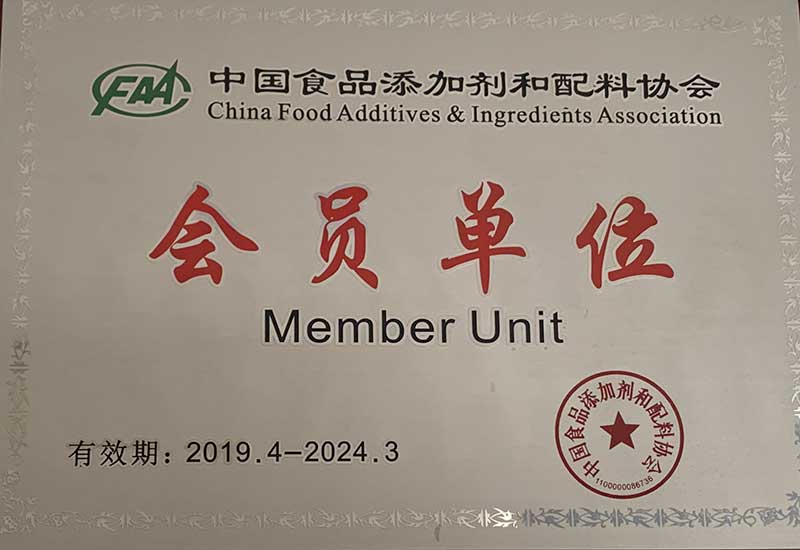 CFAA
中国食品添加剂和配料协会
China Food Additives & Ingredients Association
会员单位
Member Unit
有效期：2019.4-2024.3
中国食品添加剂和配料协会
1100000086736